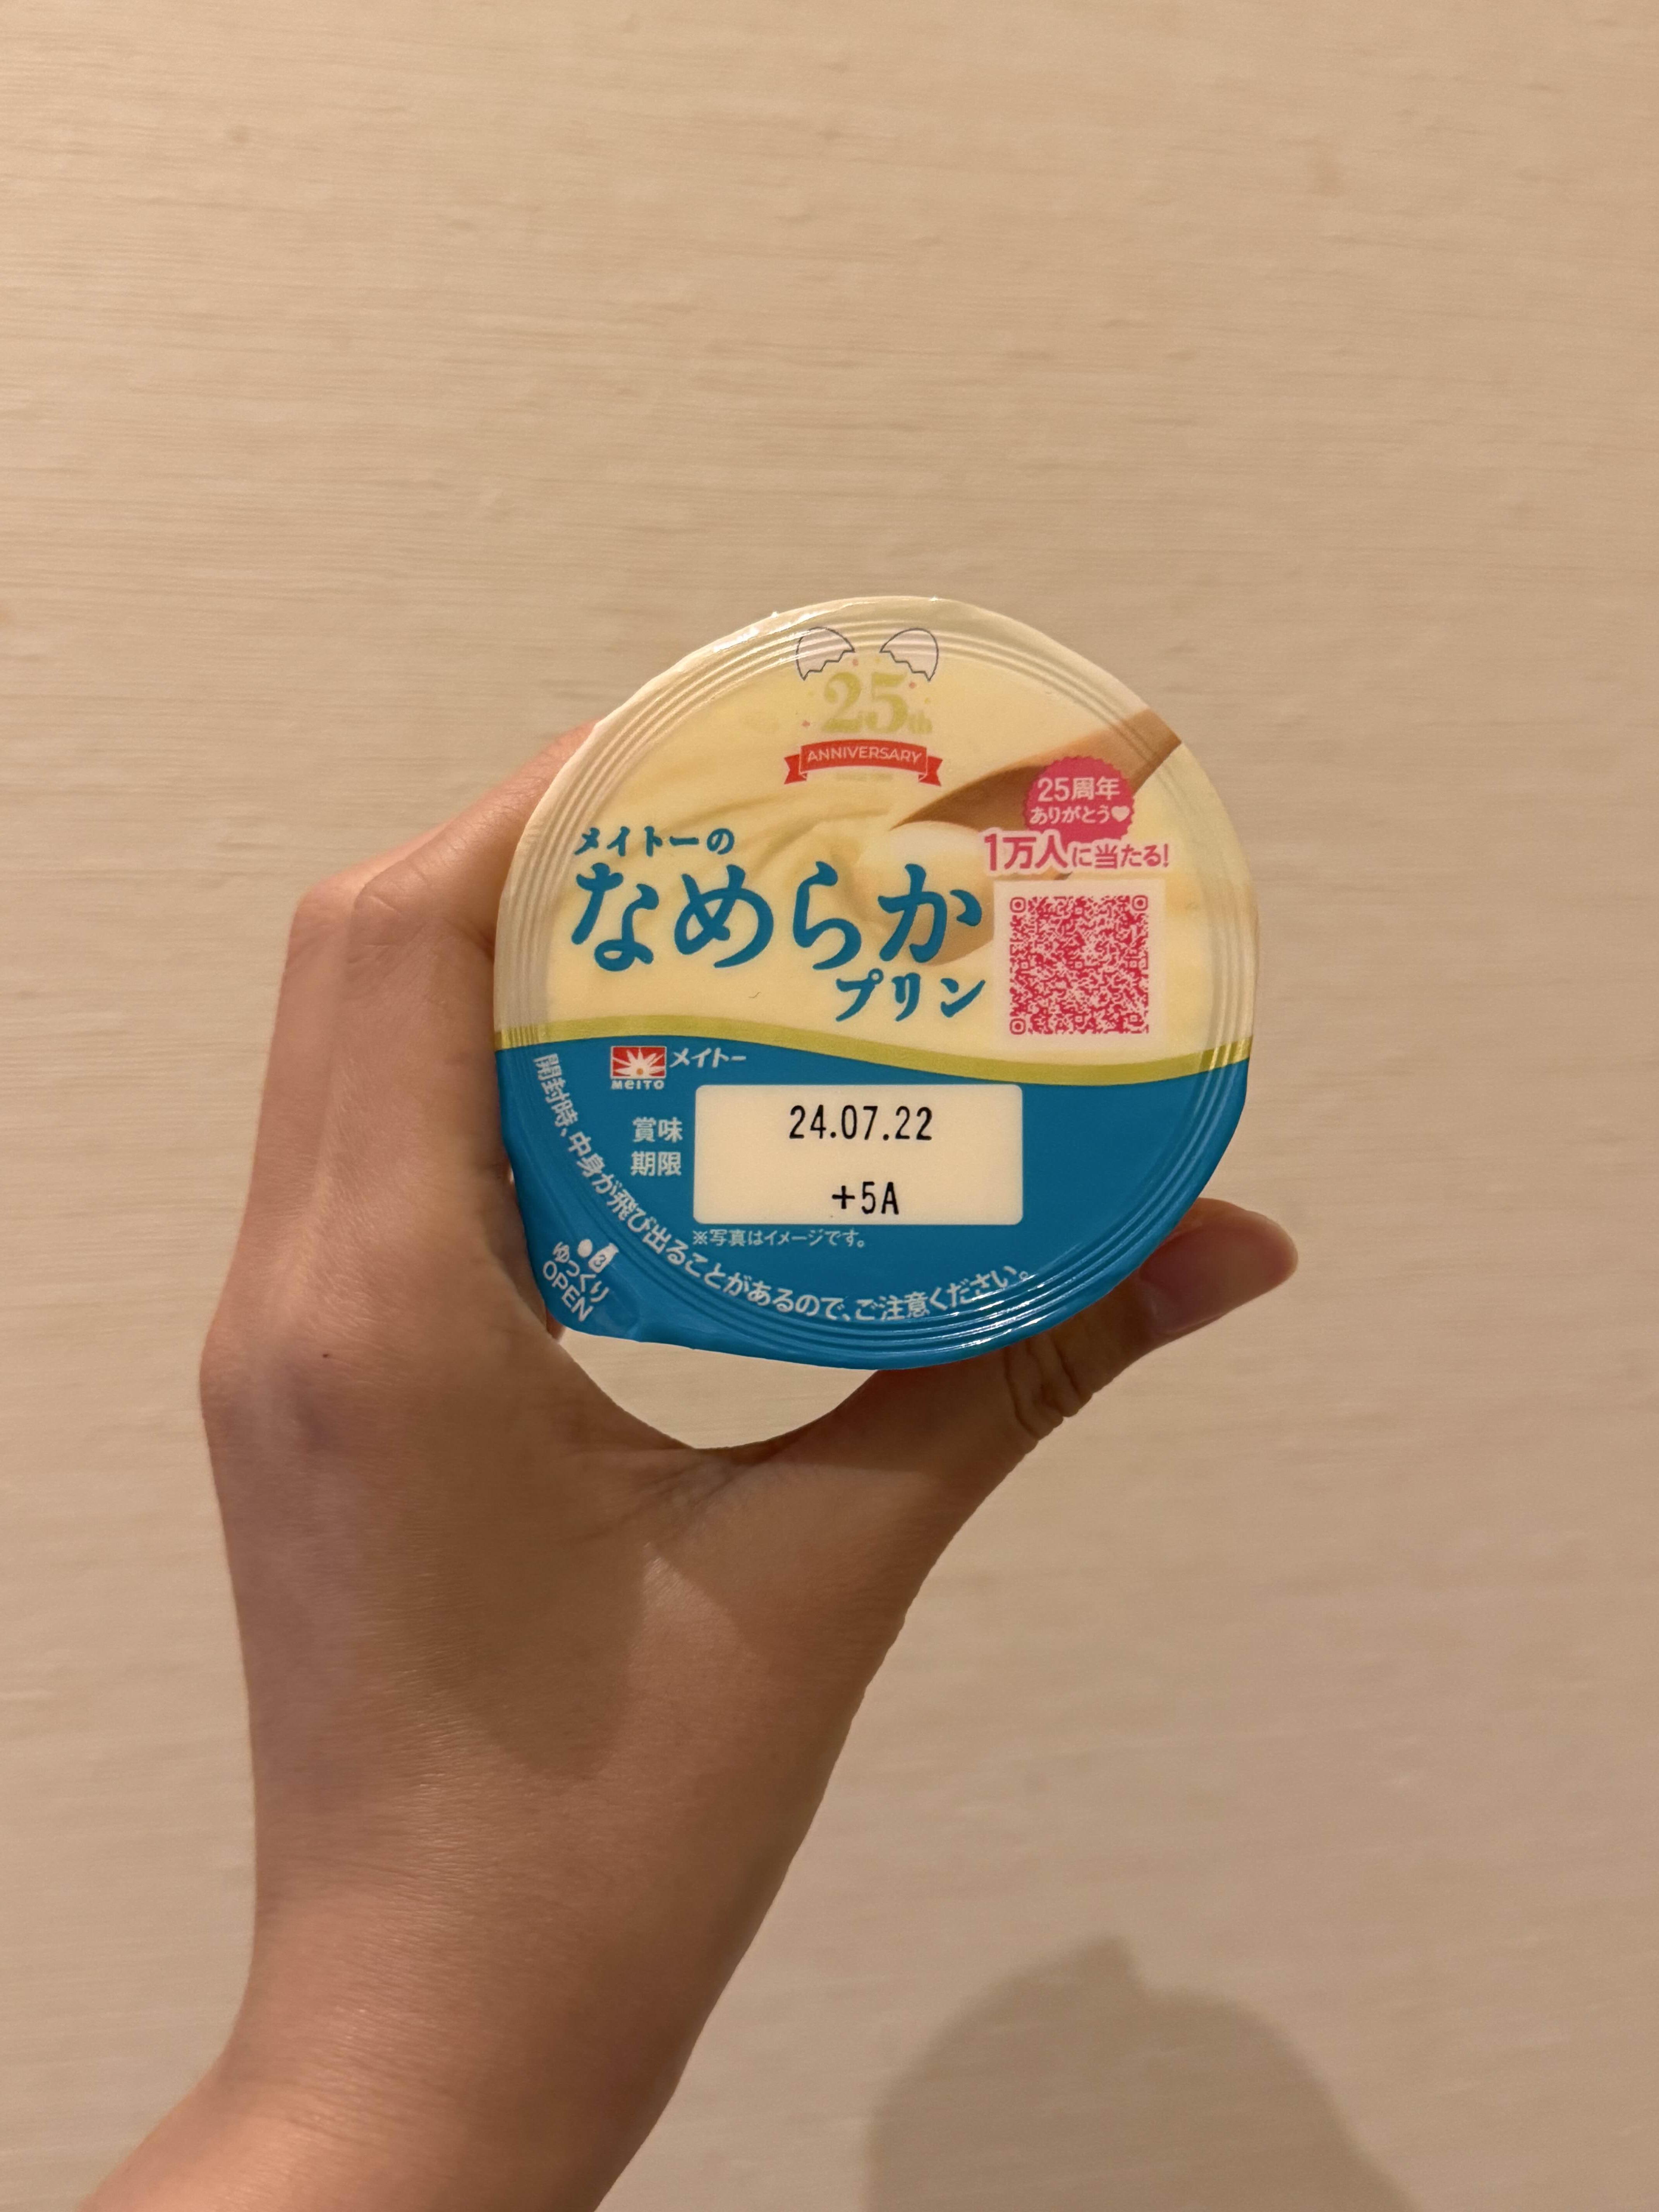 25th
ANNIVERSARY
25周年
ありがとう♥
1万人に当たる!
メイトーの
なめらか
プリン
MEITO
メイトー
賞味
期限
24.07.22
+5A
※写真はイメージです。
開封時、中身が飛び出ることがあるので、ご注意ください。
ゆっくり
OPEN